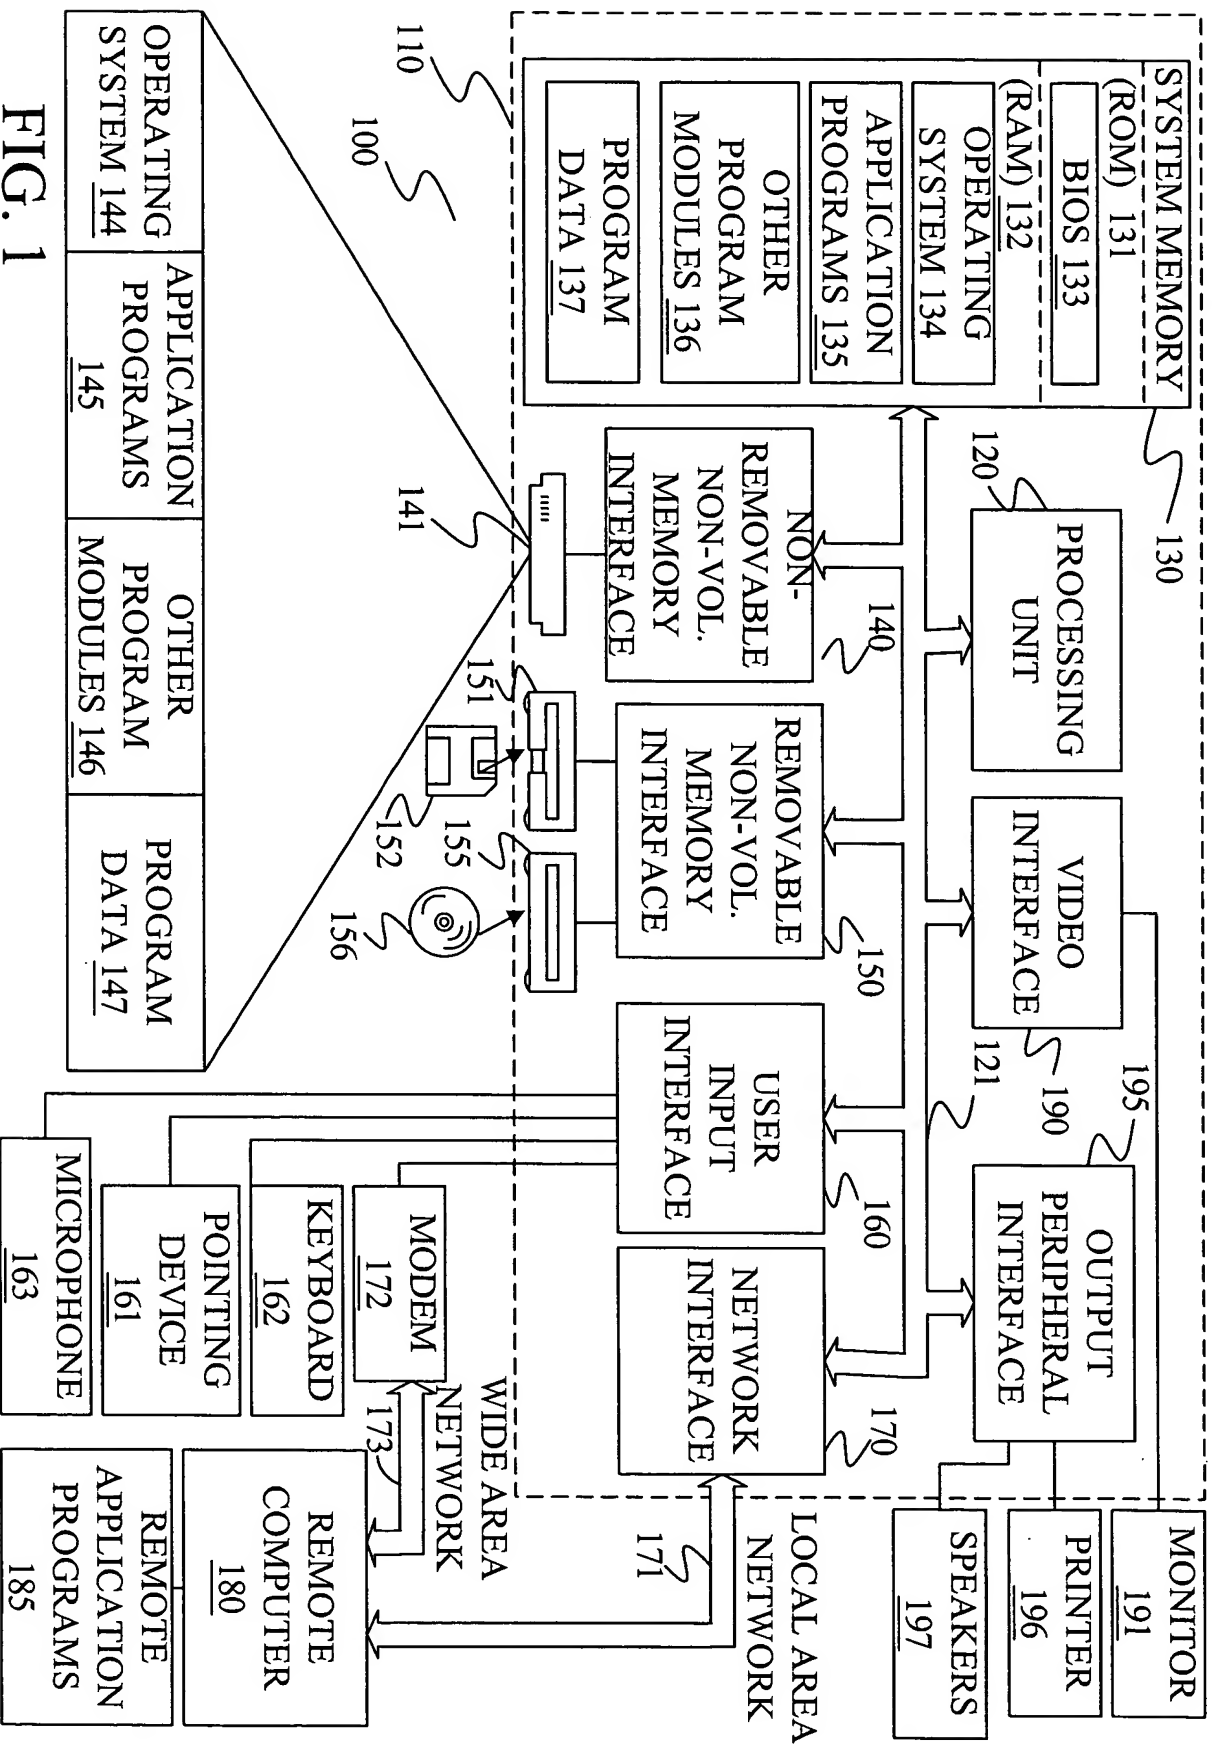 SYSTEM MEMORY
(ROM) 131
BIOS 133
(RAM) 132
OPERATING
SYSTEM 134
APPLICATION
PROGRAMS 135
OTHER
PROGRAM
MODULES 136
PROGRAM
DATA 137
110
100
130
120
PROCESSING
UNIT
VIDEO
INTERFACE
190
121
195
OUTPUT
PERIPHERAL
INTERFACE
MONITOR
191
PRINTER
196
SPEAKERS
197
NON-
REMOVABLE
NON-VOL.
MEMORY
INTERFACE
140
REMOVABLE
NON-VOL.
MEMORY
INTERFACE
150
USER
INPUT
INTERFACE
160
NETWORK
INTERFACE
170
LOCAL AREA
NETWORK
171
141
151
152
155
156
WIDE AREA
NETWORK
173
MODEM
172
KEYBOARD
162
POINTING
DEVICE
161
MICROPHONE
163
REMOTE
COMPUTER
180
REMOTE
APPLICATION
PROGRAMS
185
OPERATING
SYSTEM 144
APPLICATION
PROGRAMS
145
OTHER
PROGRAM
MODULES 146
PROGRAM
DATA 147
FIG. 1